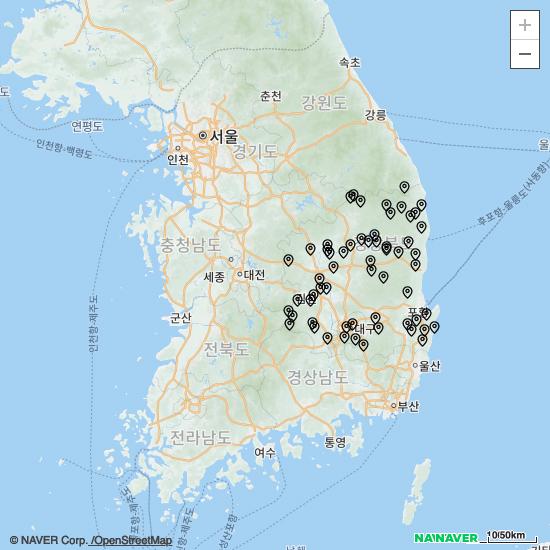 +
−
속초
춘천
강원도
강릉
도
연평도
서울
울
인천
경기도
인천항-백령도
후포항-울릉도(사동항)
충청남도
세종
대전
군산
포항
대구
전북도
울산
경상남도
부산
인천항-제주도
전라남도
여수
통영
© NAVER Corp. /OpenStreetMap
NAVER
10/50km